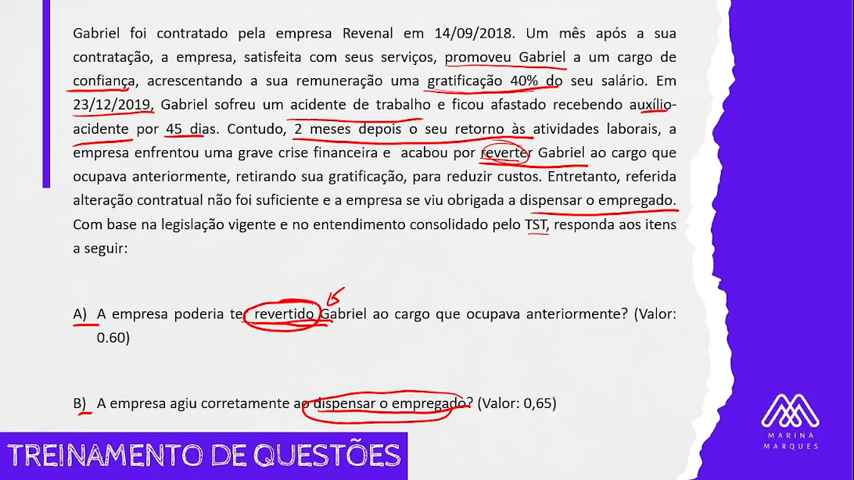 Gabriel foi contratado pela empresa Revenal em 14/09/2018. Um mês após a sua
contratação, a empresa, satisfeita com seus serviços, promoveu Gabriel a um cargo de
confiança, acrescentando a sua remuneração uma gratificação 40% do seu salário. Em
23/12/2019, Gabriel sofreu um acidente de trabalho e ficou afastado recebendo auxílio-
acidente por 45 dias. Contudo, 2 meses depois o seu retorno às atividades laborais, a
empresa enfrentou uma grave crise financeira e acabou por reverter Gabriel ao cargo que
ocupava anteriormente, retirando sua gratificação, para reduzir custos. Entretanto, referida
alteração contratual não foi suficiente e a empresa se viu obrigada a dispensar o empregado.
Com base na legislação vigente e no entendimento consolidado pelo TST, responda aos itens
a seguir:
A) A empresa poderia te revertido Gabriel ao cargo que ocupava anteriormente? (Valor:
0.60)
B) A empresa agiu corretamente ao dispensar o empregado? (Valor: 0,65)
TREINAMENTO DE QUESTÕES
MARINA
MARQUES